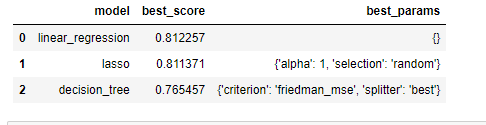 model best_score best_params
0 linear_regression 0.812257 {}
1 lasso 0.811371 {'alpha': 1, 'selection': 'random'}
2 decision_tree 0.765457 {'criterion': 'friedman_mse', 'splitter': 'best'}